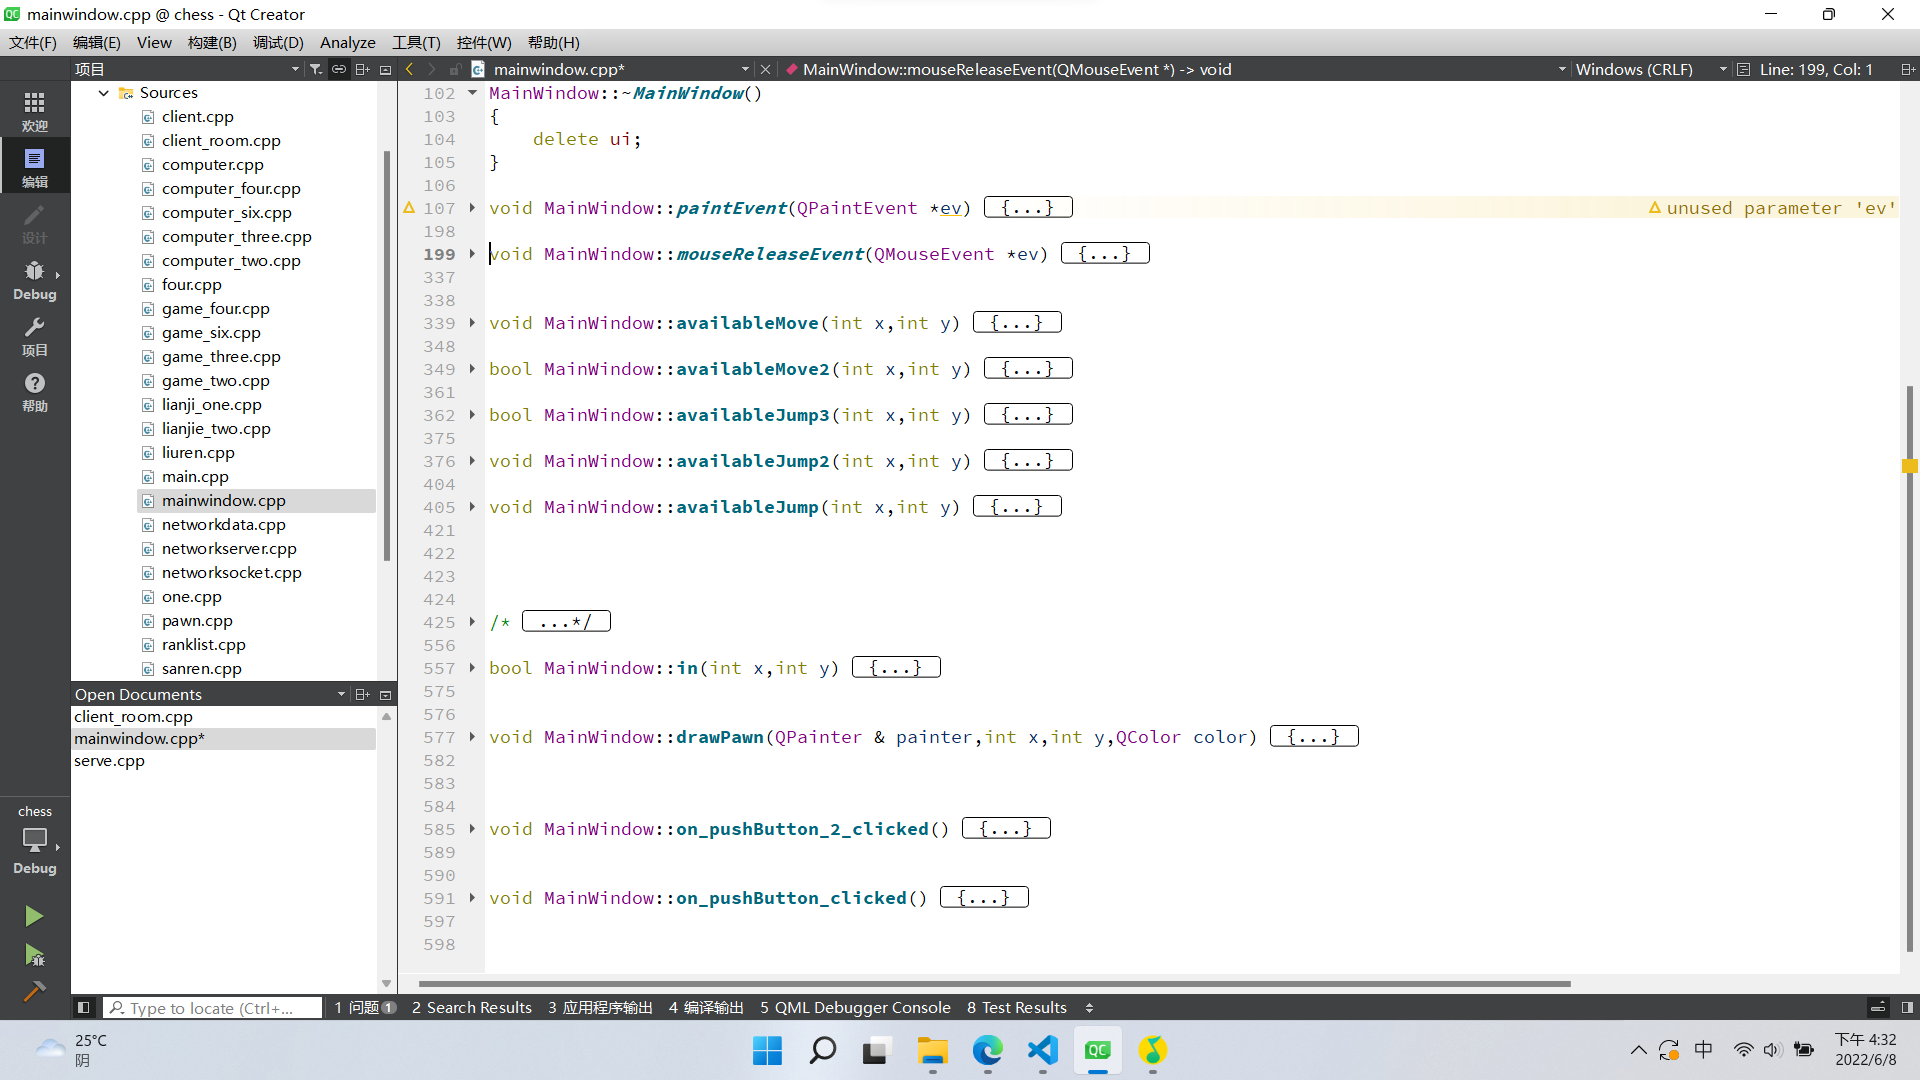 mainwindow.cpp @ chess - Qt Creator
文件(F) 编辑(E) View 构建(B) 调试(D) Analyze 工具(T) 控件(W) 帮助(H)
项目
mainwindow.cpp*
MainWindow::mouseReleaseEvent(QMouseEvent *) -> void
Windows (CRLF)
Line: 199, Col: 1
欢迎
编辑
设计
Debug
项目
帮助
chess
Debug
Sources
client.cpp
client_room.cpp
computer.cpp
computer_four.cpp
computer_six.cpp
computer_three.cpp
computer_two.cpp
four.cpp
game_four.cpp
game_six.cpp
game_three.cpp
game_two.cpp
lianji_one.cpp
lianjie_two.cpp
liuren.cpp
main.cpp
mainwindow.cpp
networkdata.cpp
networkserver.cpp
networksocket.cpp
one.cpp
pawn.cpp
ranklist.cpp
sanren.cpp
Open Documents
client_room.cpp
mainwindow.cpp*
serve.cpp
102 MainWindow::~MainWindow()
103 {
104 delete ui;
105 }
106
107 void MainWindow::paintEvent(QPaintEvent *ev) {...} unused parameter 'ev'
198
199 void MainWindow::mouseReleaseEvent(QMouseEvent *ev) {...}
337
338
339 void MainWindow::availableMove(int x,int y) {...}
348
349 bool MainWindow::availableMove2(int x,int y) {...}
361
362 bool MainWindow::availableJump3(int x,int y) {...}
375
376 void MainWindow::availableJump2(int x,int y) {...}
404
405 void MainWindow::availableJump(int x,int y) {...}
421
422
423
424
425 /* ...*/
556
557 bool MainWindow::in(int x,int y) {...}
575
576
577 void MainWindow::drawPawn(QPainter & painter,int x,int y,QColor color) {...}
582
583
584
585 void MainWindow::on_pushButton_2_clicked() {...}
589
590
591 void MainWindow::on_pushButton_clicked() {...}
597
598
Type to locate (Ctrl+...
1 问题 1 2 Search Results 3 应用程序输出 4 编译输出 5 QML Debugger Console 8 Test Results
25°C
阴
QC
中
下午 4:32
2022/6/8